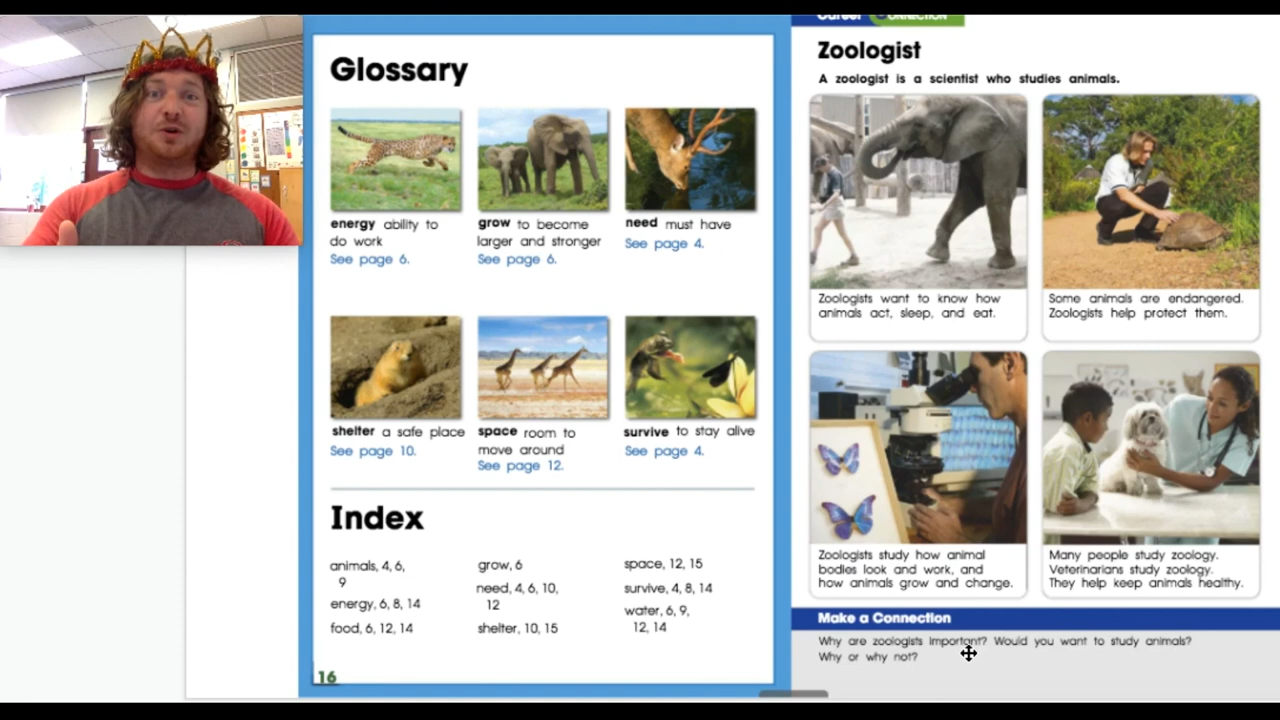 Glossary
energy ability to
do work
See page 6.
grow to become
larger and stronger
See page 6.
need must have
See page 4.
shelter a safe place
See page 10.
space room to
move around
See page 12.
survive to stay alive
See page 4.
Index
animals, 4, 6,
9
energy, 6, 8, 14
food, 6, 12, 14
grow, 6
need, 4, 6, 10,
12
shelter, 10, 15
space, 12, 15
survive, 4, 8, 14
water, 6, 9,
12, 14
16
Career CONNECTION
Zoologist
A zoologist is a scientist who studies animals.
Zoologists want to know how
animals act, sleep, and eat.
Some animals are endangered.
Zoologists help protect them.
Zoologists study how animal
bodies look and work, and
how animals grow and change.
Many people study zoology.
Veterinarians study zoology.
They help keep animals healthy.
Make a Connection
Why are zoologists important? Would you want to study animals?
Why or why not?